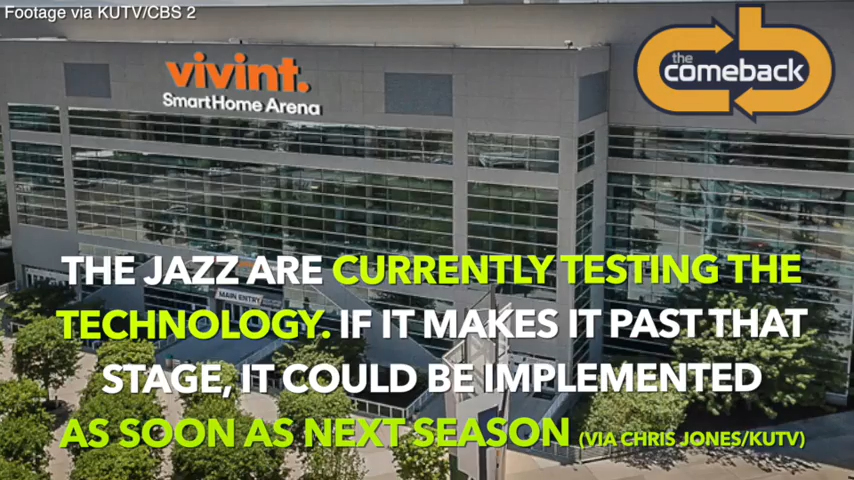 Footage via KUTV/CBS 2
the
comeback
vivint.
SmartHome Arena
THE JAZZ ARE CURRENTLY TESTING THE
TECHNOLOGY. IF IT MAKES IT PAST THAT
MAIN ENTRY
STAGE, IT COULD BE IMPLEMENTED
AS SOON AS NEXT SEASON (VIA CHRIS JONES/KUTV)